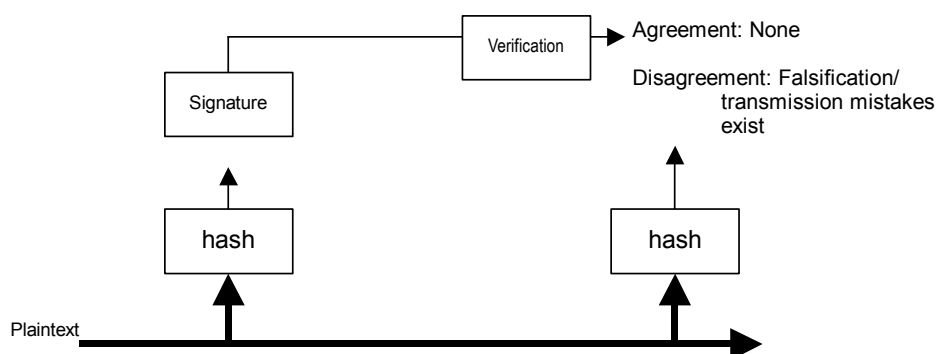 Agreement: None
Verification
Disagreement: Falsification/
transmission mistakes
exist
Signature
hash
hash
Plaintext